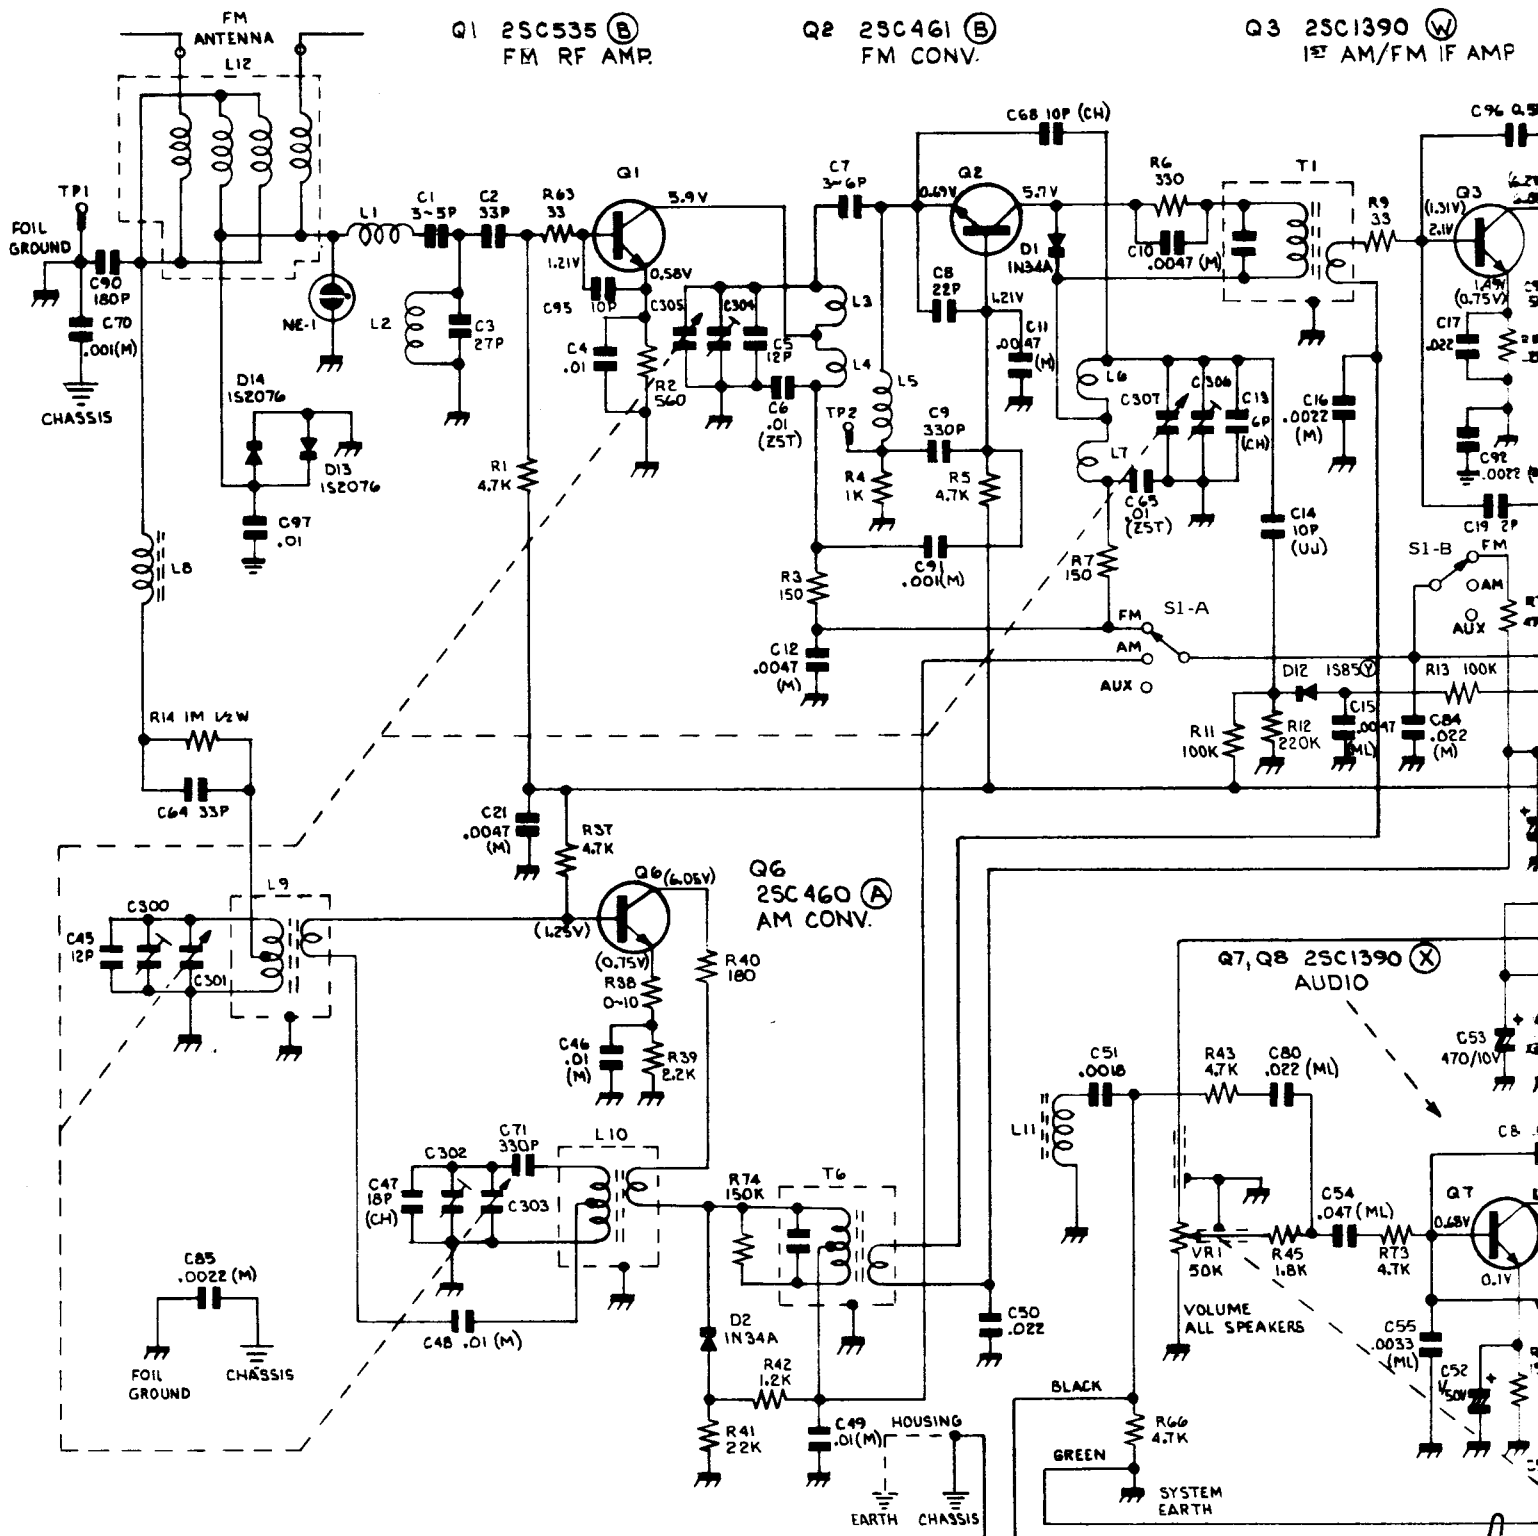 FM
ANTENNA
L12
Q1 2SC535 (B)
FM RF AMP.
Q2 2SC461 (B)
FM CONV.
Q3 2SC1390 (W)
1ST AM/FM IF AMP
TP1
FOIL
GROUND
C90
180P
C70
.001(M)
CHASSIS
L1
C1
3~5P
C2
33P
R63
33
Q1
5.9V
1.21V
0.58V
C95
10P
NE-1
L2
C3
27P
C4
.01
R2
560
C305
C304
C5
12P
C6
.01
(Z5T)
L3
L4
C7
3~6P
C68 10P (CH)
0.69V
Q2
5.7V
C8
22P
1.21V
C11
.0047
(M)
L5
TP2
C9
330P
R4
1K
R5
4.7K
C91
.001(M)
D1
1N34A
R6
330
C10
.0047 (M)
T1
R9
33
C96 0.5
Q3
(1.31V)
2.1V
(0.75V)
C17
.022
C16
.0022
(M)
C92
.0022
C19 2P
L6
L7
C307
C306
C13
6P
(CH)
C65
.01
(Z5T)
C14
10P
(UJ)
R7
150
R3
150
C12
.0047
(M)
S1-A
FM
AM
AUX
S1-B
FM
AM
AUX
D14
1S2076
D13
1S2076
C97
.01
R1
4.7K
L8
D12 1S85(Y)
R13 100K
R11
100K
R12
220K
C15
.0047
(ML)
C84
.022
(M)
R14 1M 1/2W
C64 33P
C21
.0047
(M)
R37
4.7K
Q6
(6.05V)
(1.25V)
(0.75V)
Q6
2SC460 (A)
AM CONV.
L9
C300
C45
12P
C301
R38
0~10
R40
180
C46
.01
(M)
R39
2.2K
Q7, Q8 2SC1390 (X)
AUDIO
C53
470/10V
C51
.0018
R43
4.7K
C80
.022 (ML)
L11
C71
330P
L10
C302
C47
18P
(CH)
C303
R74
150K
T6
C54
.047(ML)
Q7
0.68V
0.1V
VR1
50K
R45
1.8K
R73
4.7K
C85
.0022 (M)
FOIL
GROUND
CHASSIS
C48 .01 (M)
D2
1N34A
R42
1.2K
C50
.022
R41
22K
C49
.01(M)
VOLUME
ALL SPEAKERS
C55
.0033
(ML)
C52
1/50V
BLACK
R66
4.7K
GREEN
HOUSING
EARTH
CHASSIS
SYSTEM
EARTH